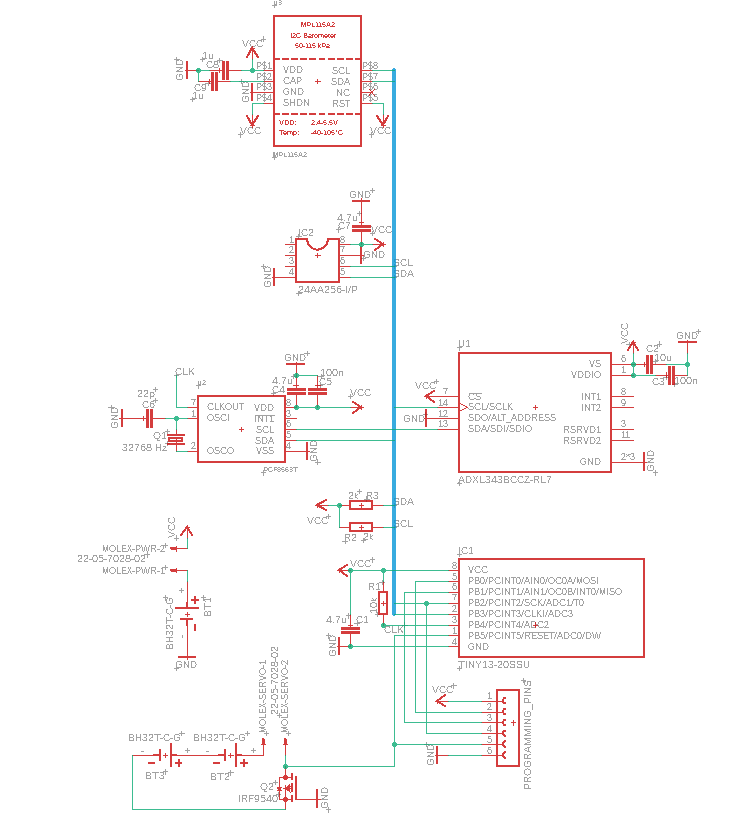 MPL115A2
I2C Barometer
50-115 kPa
VCC
1u
C8
GND
C9
1u
PS1
PS2
PS3
PS4
GND
VDD
CAP
GND
SHDN
SCL
SDA
NC
RST
PS8
PS7
PS5
VDD: 2.4-5.5V
Temp: -40-105°C
VCC
VCC
MPL115A2
GND
4.7u
C7
VCC
IC2
1
2
3
4
8
7
6
5
GND
GND
SCL
SDA
24AA256-I/P
CLK
22p
C6
GND
Q1
32768 Hz
U2
7
1
2
CLKOUT
OSCI
OSCO
VDD
INT1
SCL
SDA
VSS
8
3
6
5
4
GND
4.7u
C4
100n
C5
VCC
GND
PCF8563T
U1
VCC
7
14
12
13
GND
CS
SCL/SCLK
SDO/ALT_ADDRESS
SDA/SDI/SDIO
VS
VDDIO
INT1
INT2
RSRVD1
RSRVD2
GND
6
1
8
9
3
11
2*3
VCC
C2
10u
GND
C3
100n
GND
ADXL343BCCZ-RL7
2k R3
SDA
VCC
SCL
R2 2k
VCC
MOLEX-PWR-2
22-05-7028-02
MOLEX-PWR-1
BH32T-C-G
BT1
GND
VCC
R1
10k
4.7u C1
CLK
GND
IC1
8
5
6
7
2
3
1
4
VCC
PB0/PCINT0/AIN0/OC0A/MOSI
PB1/PCINT1/AIN1/OC0B/INT0/MISO
PB2/PCINT2/SCK/ADC1/T0
PB3/PCINT3/CLKI/ADC3
PB4/PCINT4/ADC2
PB5/PCINT5/RESET/ADC0/DW
GND
TINY13-20SSU
MOLEX-SERVO-1
22-05-7028-02
MOLEX-SERVO-2
VCC
1
2
3
4
5
6
GND
PROGRAMMING_PINS
BH32T-C-G
BH32T-C-G
BT3
BT2
Q2
IRF9540
GND